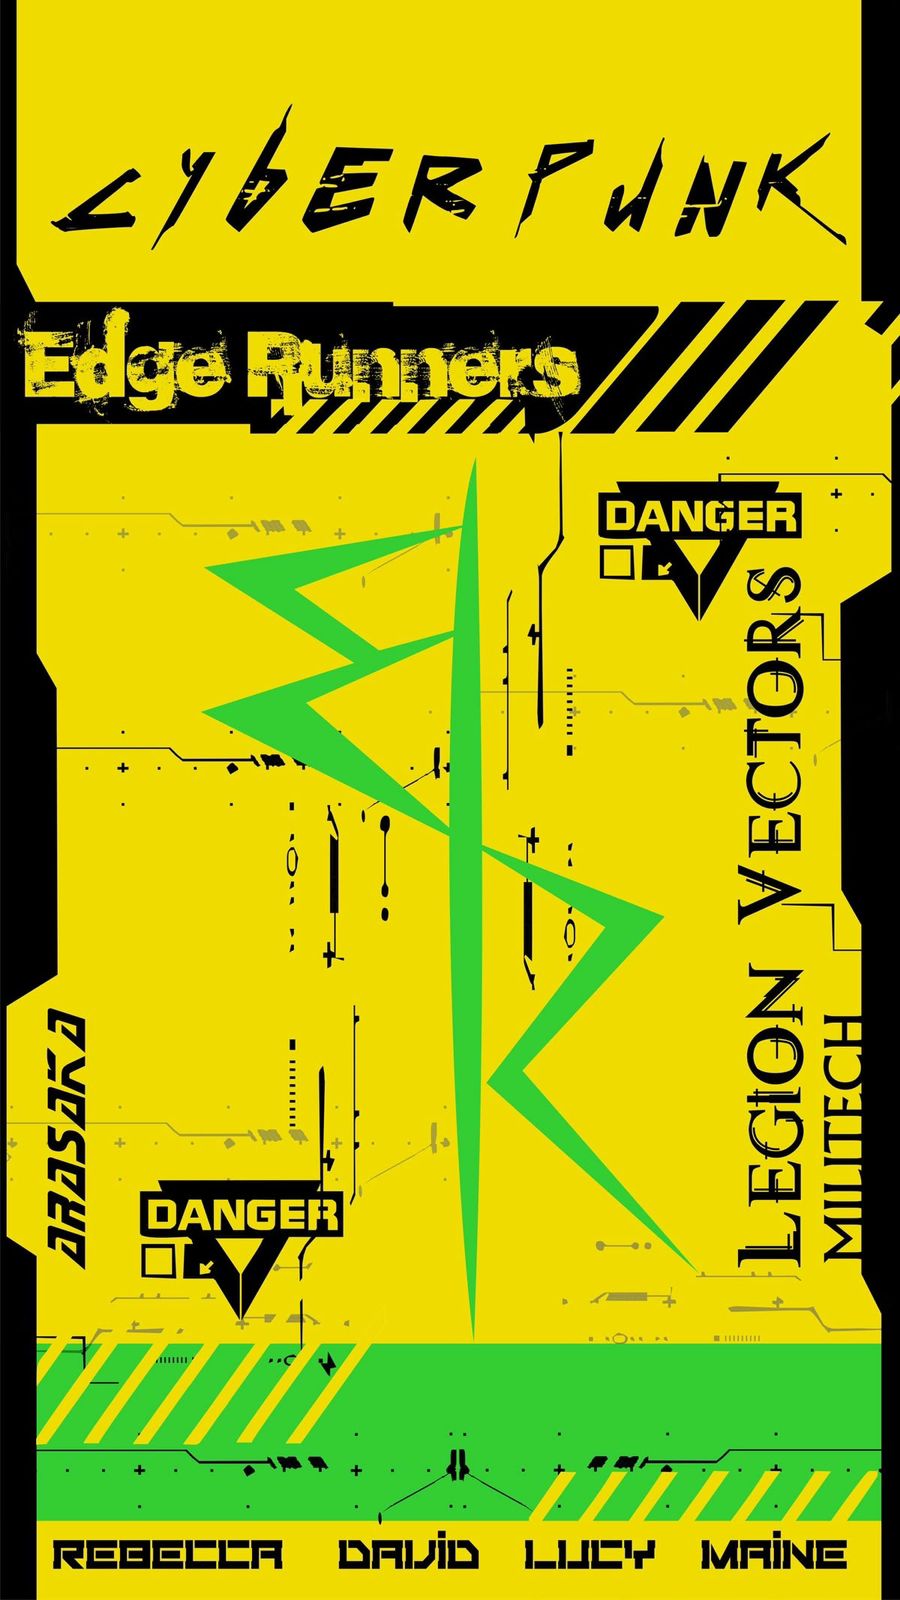 CYBERPUNK
Edge Runners
DANGER
LEGION VECTORS
MILITECH
ARASAKA
DANGER
REBECCA DAVID LUCY MAINE